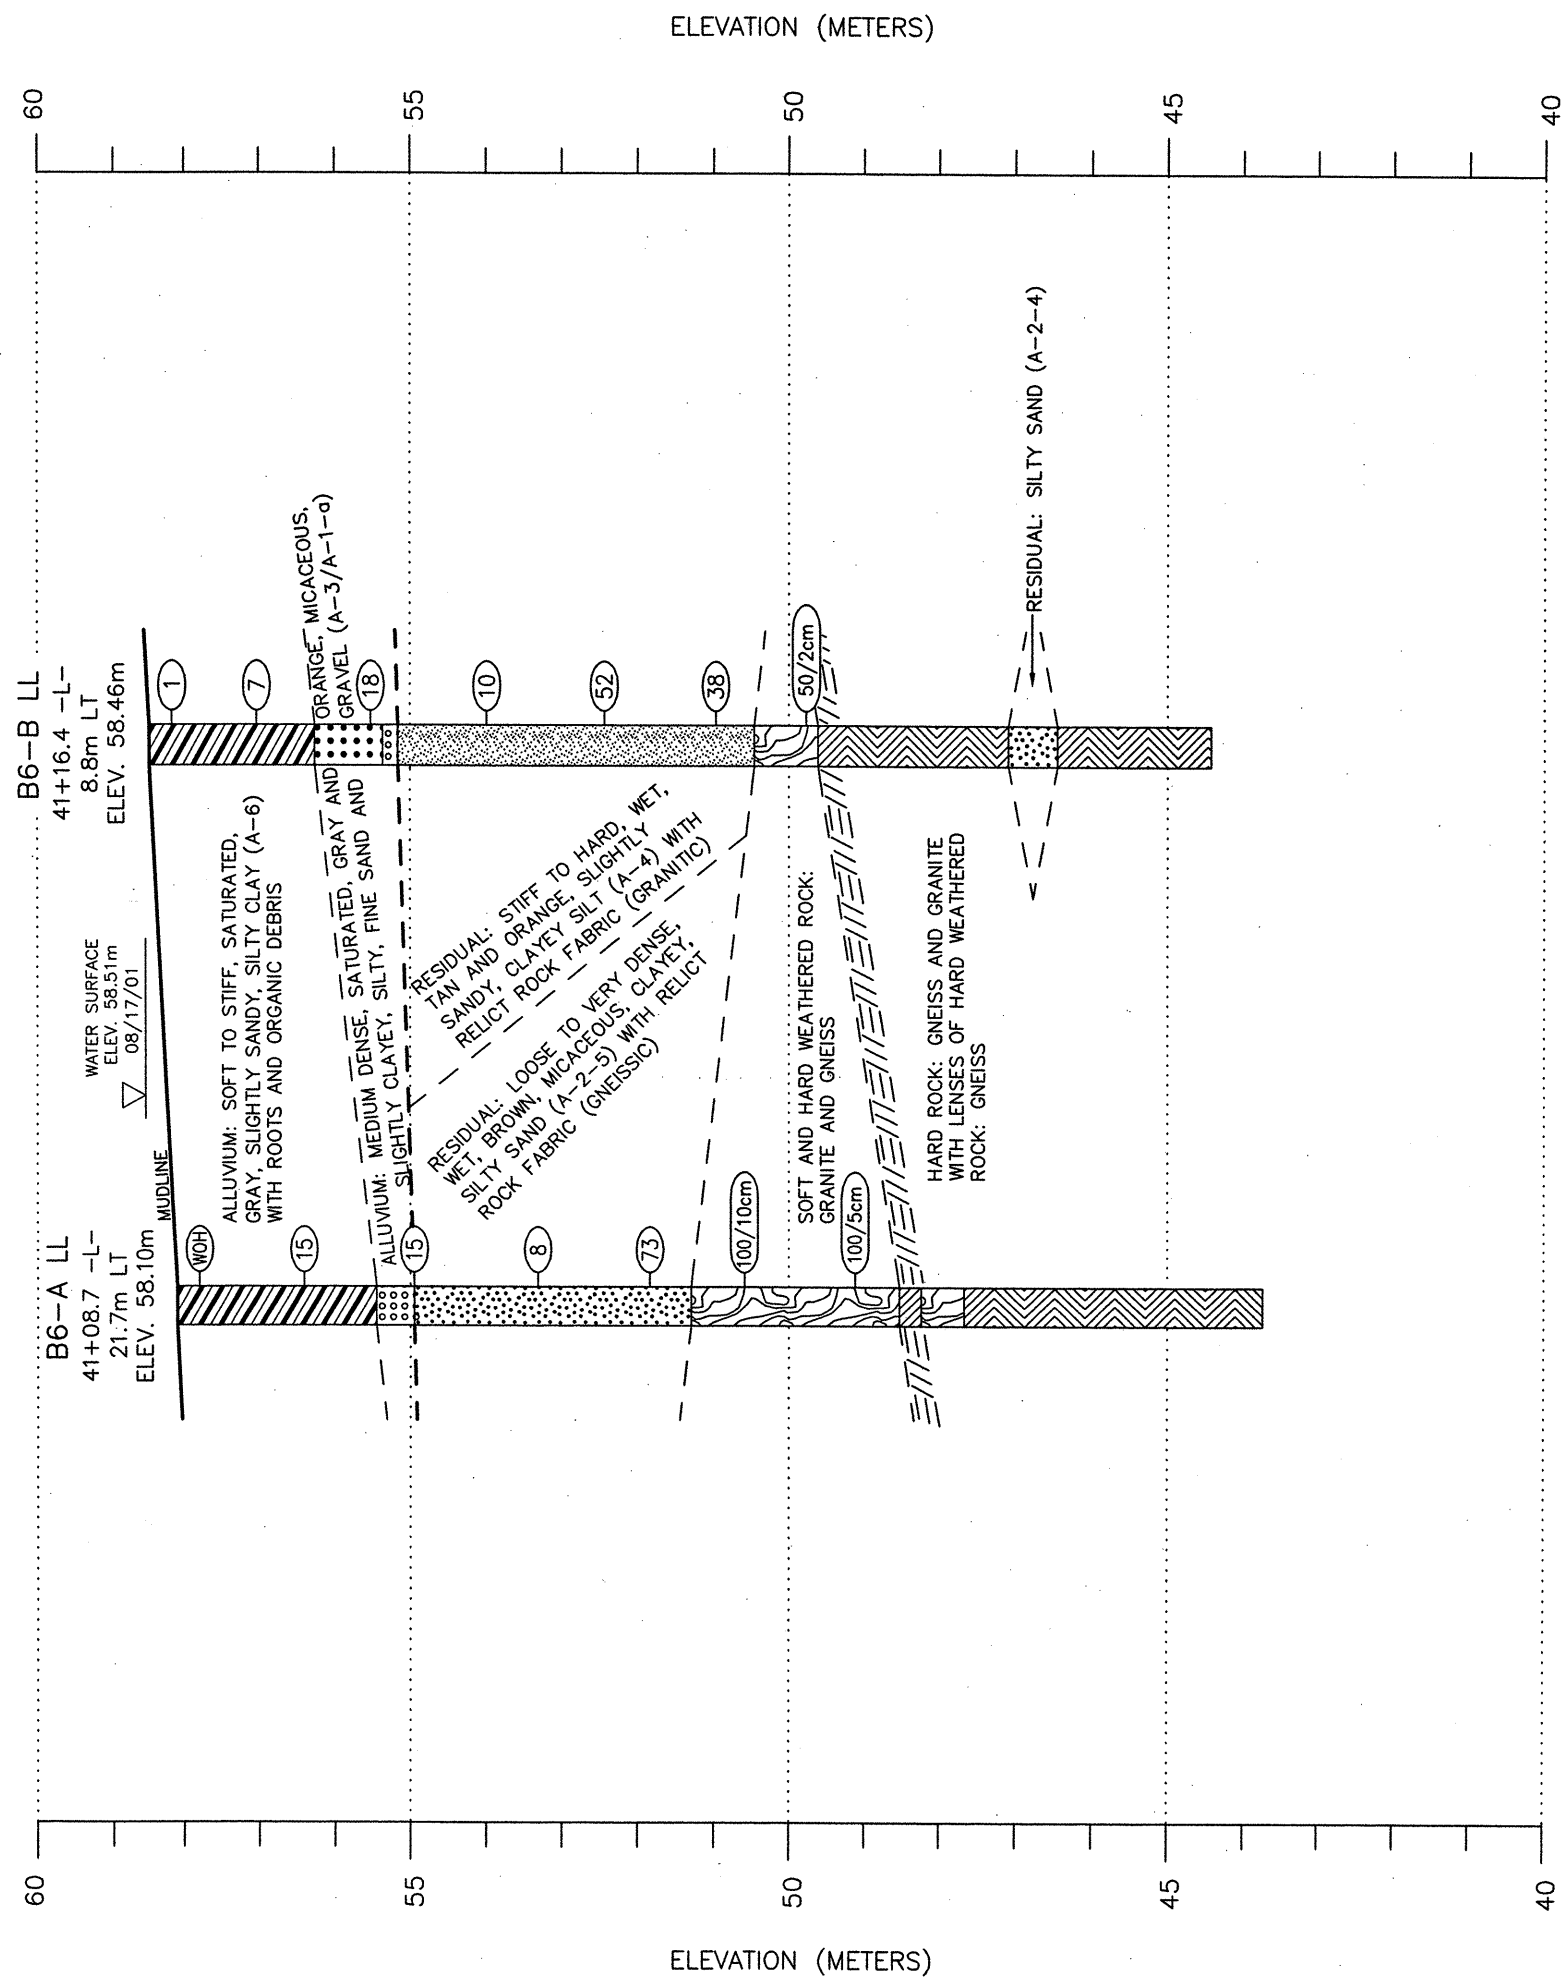 ELEVATION (METERS)
60
55
50
45
40
B6-A LL
41+08.7 -L-
21.7m LT
ELEV. 58.10m
B6-B LL
41+16.4 -L-
8.8m LT
ELEV. 58.46m
WATER SURFACE
ELEV. 58.51m
08/17/01
MUDLINE
WOH
15
15
8
73
100/10cm
100/5cm
1
7
18
10
52
38
50/2cm
ALLUVIUM: SOFT TO STIFF, SATURATED,
GRAY, SLIGHTLY SANDY, SILTY CLAY (A-6)
WITH ROOTS AND ORGANIC DEBRIS
ALLUVIUM: MEDIUM DENSE, SATURATED, GRAY AND ORANGE, MICACEOUS,
SLIGHTLY CLAYEY, SILTY, FINE SAND AND GRAVEL (A-3/A-1-a)
RESIDUAL: STIFF TO HARD, WET,
TAN AND ORANGE, SLIGHTLY
SANDY, CLAYEY SILT (A-4) WITH
RELICT ROCK FABRIC (GRANITIC)
RESIDUAL: LOOSE TO VERY DENSE,
WET, BROWN, MICACEOUS, CLAYEY,
SILTY SAND (A-2-5) WITH RELICT
ROCK FABRIC (GNEISSIC)
SOFT AND HARD WEATHERED ROCK:
GRANITE AND GNEISS
HARD ROCK: GNEISS AND GRANITE
WITH LENSES OF HARD WEATHERED
ROCK: GNEISS
RESIDUAL: SILTY SAND (A-2-4)
60
55
50
45
40
ELEVATION (METERS)